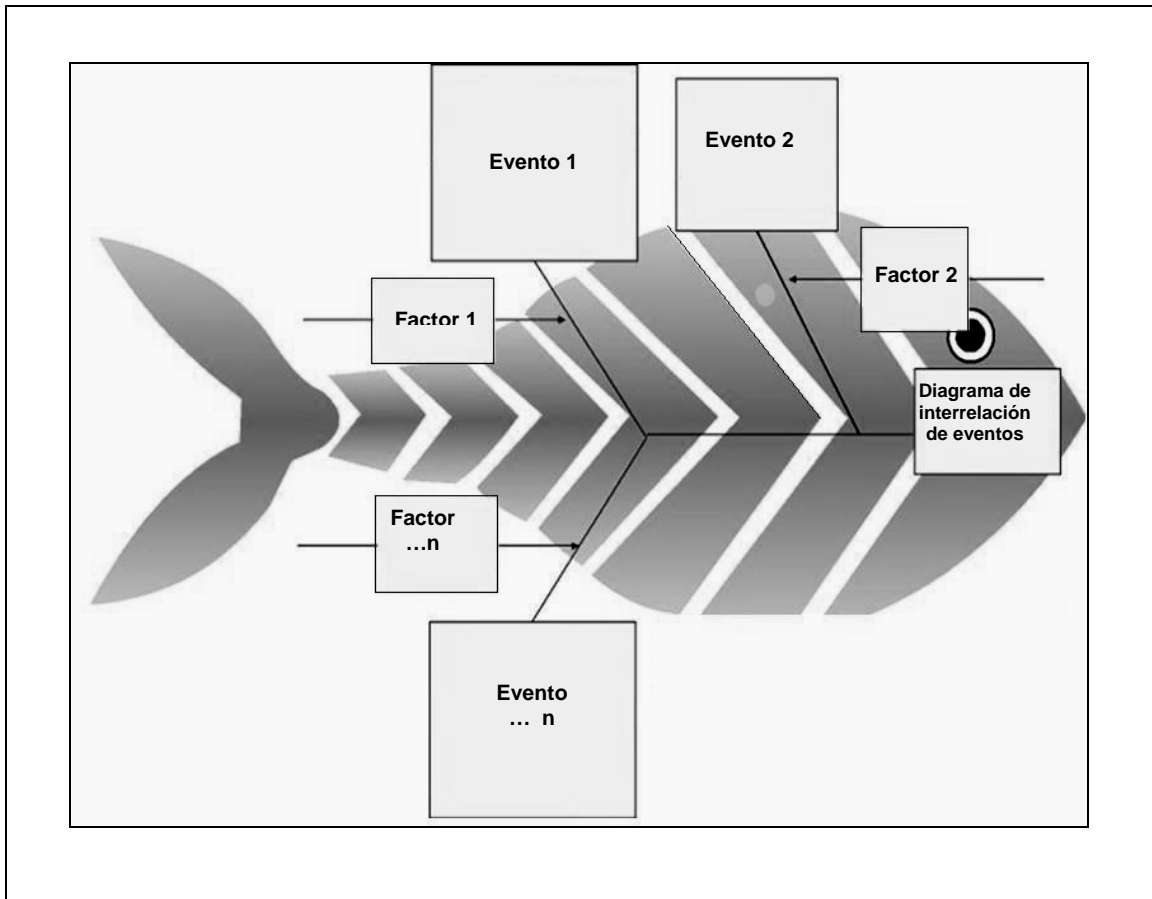 Evento 1
Evento 2
Factor 1
Factor 2
Diagrama de
interrelación
de eventos
Factor
…n
Evento
… n